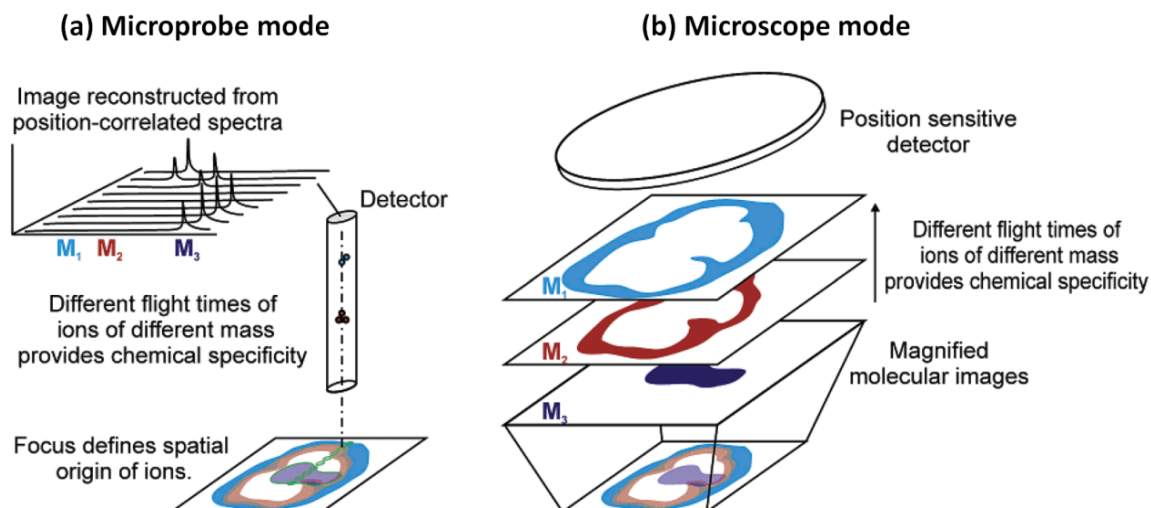 (a) Microprobe mode
Image reconstructed from
position-correlated spectra
Detector
M₁ M₂ M₃
Different flight times of
ions of different mass
provides chemical specificity
Focus defines spatial
origin of ions.
(b) Microscope mode
Position sensitive
detector
M₁
Different flight times of
ions of different mass
provides chemical specificity
M₂
Magnified
molecular images
M₃